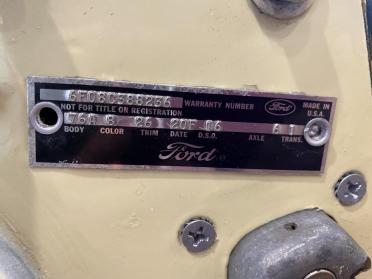 6F08C388236 WARRANTY NUMBER Ford MADE IN
NOT FOR TITLE OR REGISTRATION U.S.A.
76A B 26 20F 06 6 1
BODY COLOR TRIM DATE D.S.O. AXLE TRANS.
Ford